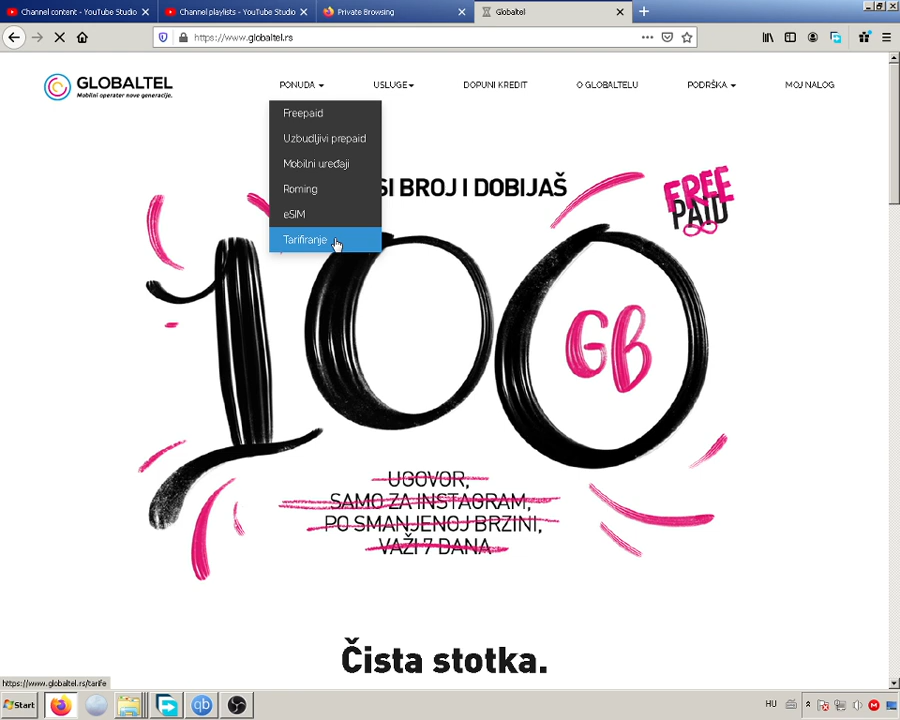 Channel content - YouTube Studio
Channel playlists - YouTube Studio
Private Browsing
Globaltel
https://www.globaltel.rs
GLOBALTEL
Mobilni operater nove generacije.
PONUDA
USLUGE
DOPUNI KREDIT
O GLOBALTELU
PODRŠKA
MOJ NALOG
Freepaid
Uzbudljivi prepaid
Mobilni uređaji
Roming
eSIM
Tarifiranje
SI BROJ I DOBIJAŠ
FREE
PAID
100
GB
UGOVOR,
SAMO ZA INSTAGRAM,
PO SMANJENOJ BRZINI,
VAŽI 7 DANA
Čista stotka.
https://www.globaltel.rs/tarife
Start
qb
HU